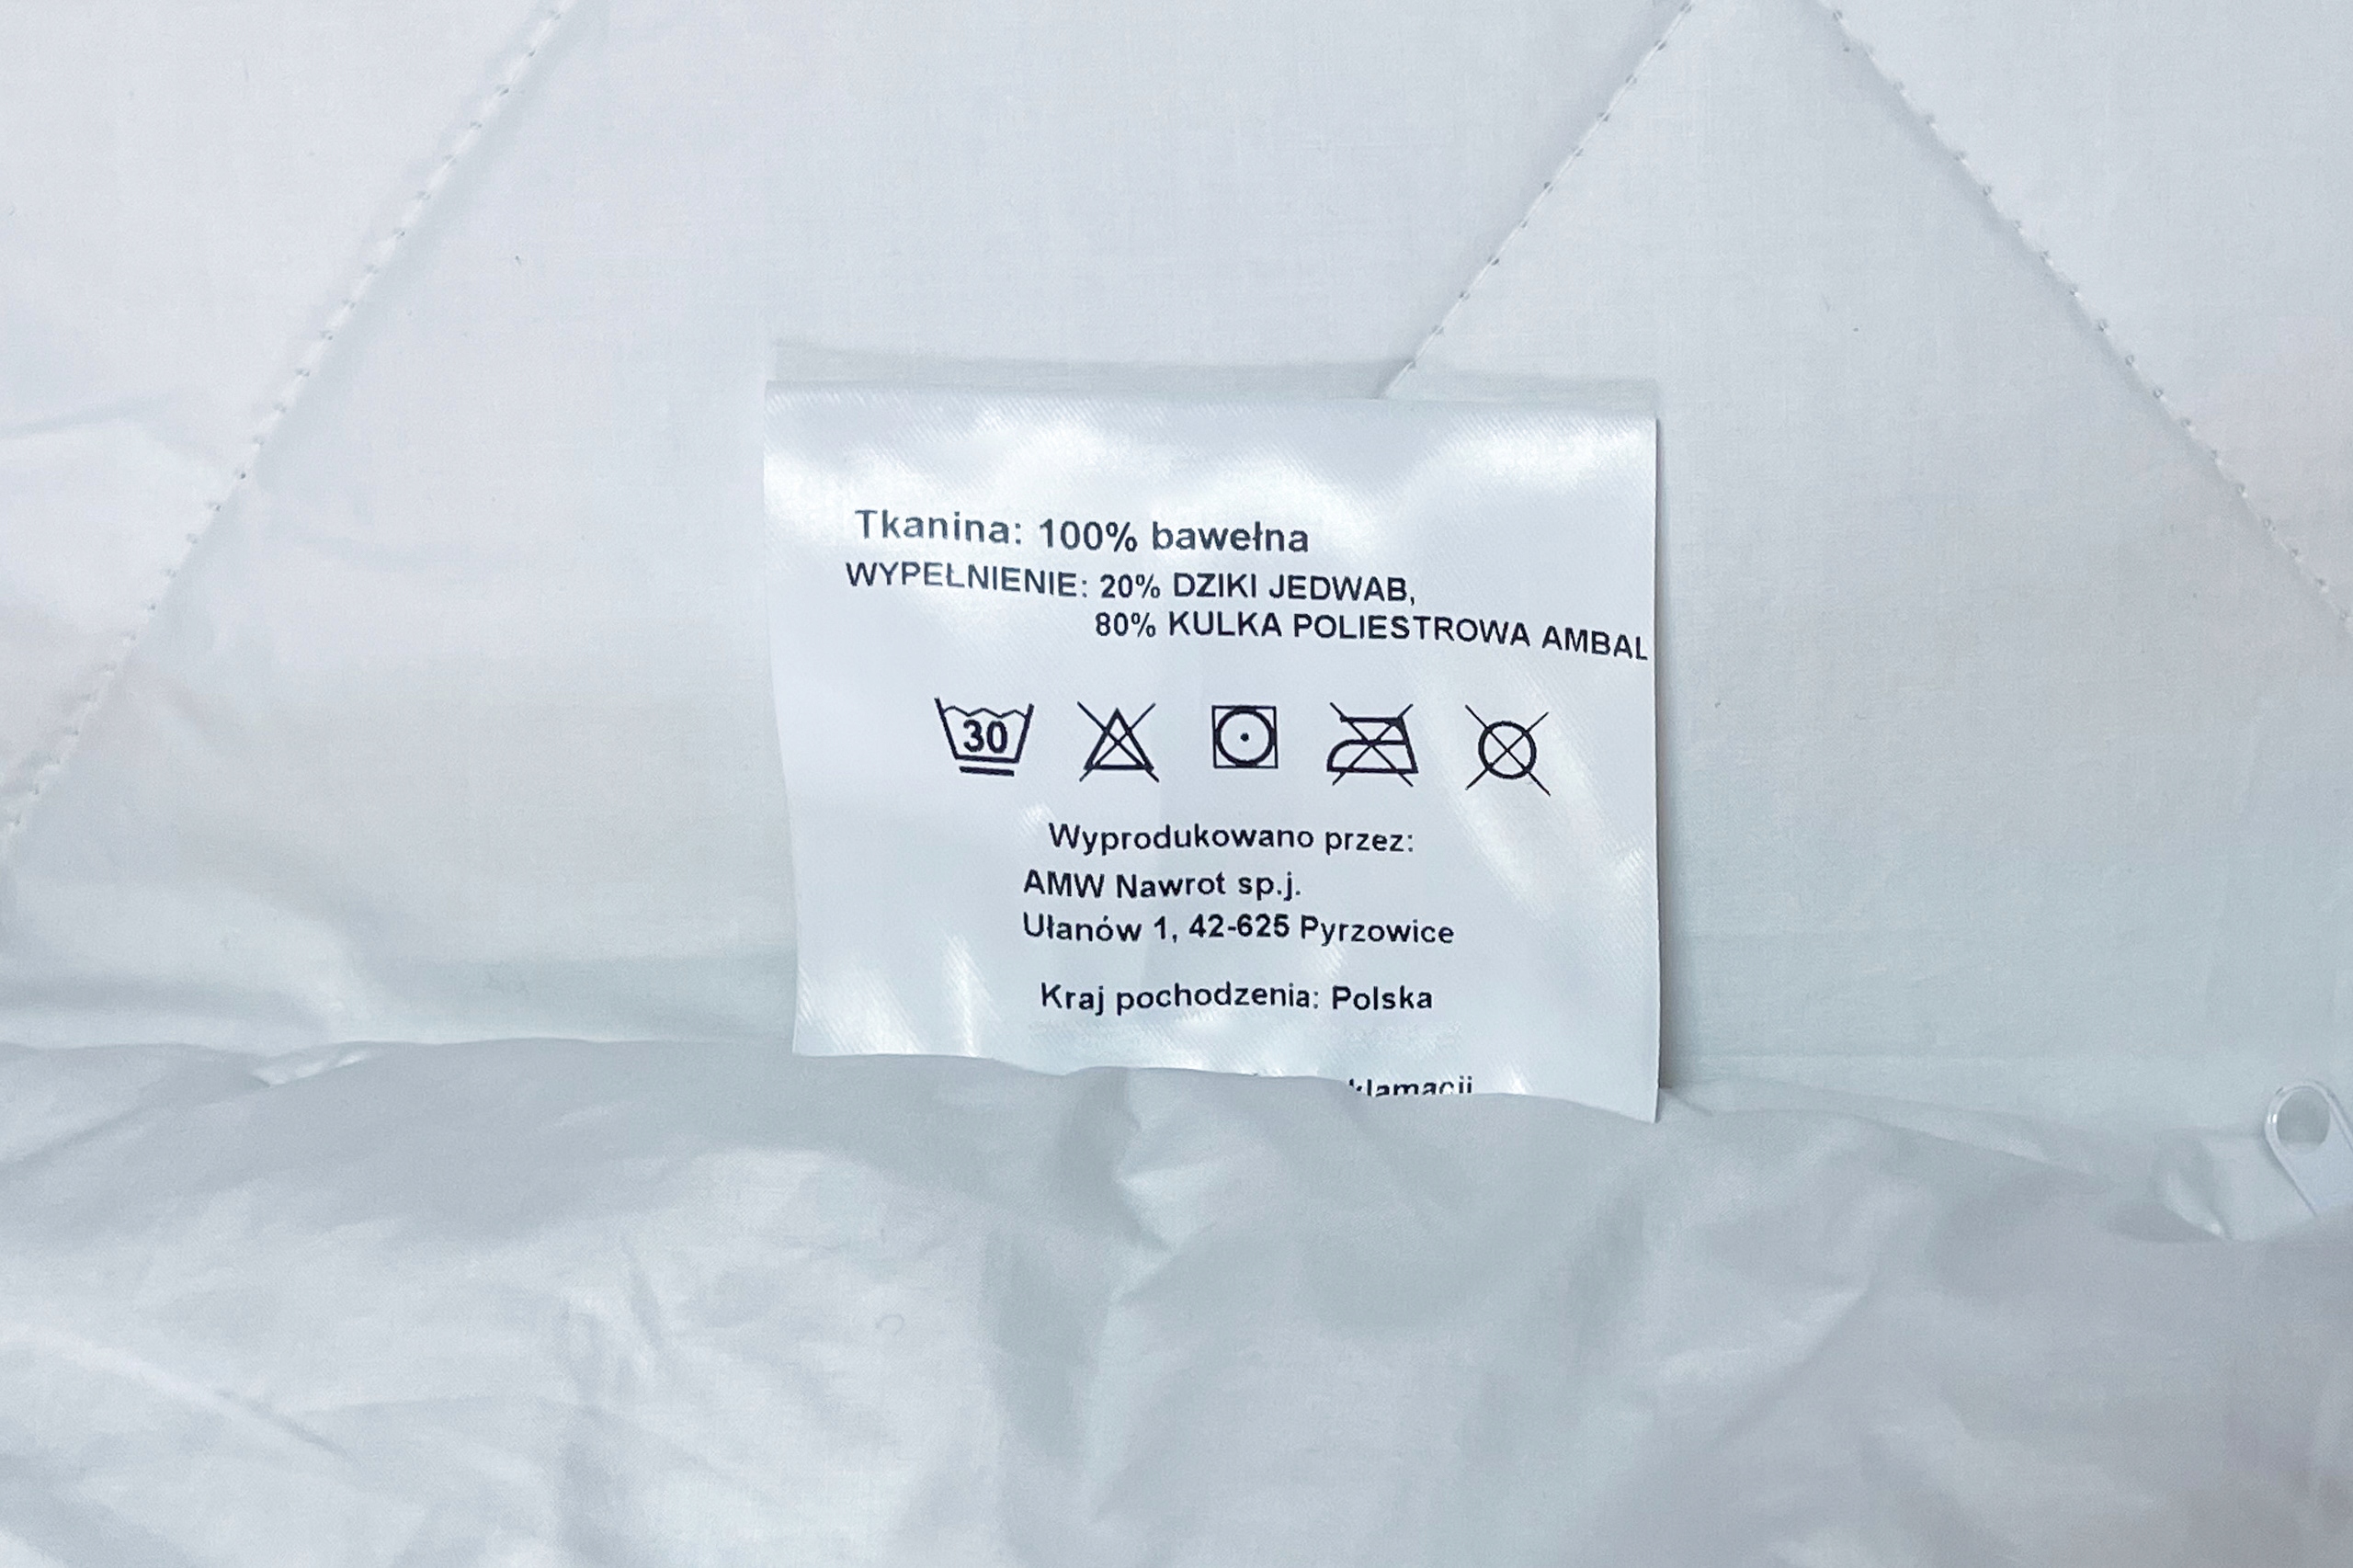 Tkanina: 100% bawełna
WYPEŁNIENIE: 20% DZIKI JEDWAB,
80% KULKA POLIESTROWA AMBAL
30
Wyprodukowano przez:
AMW Nawrot sp.j.
Ułanów 1, 42-625 Pyrzowice
Kraj pochodzenia: Polska